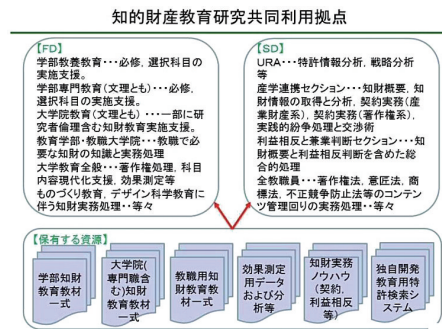 知的財産教育研究共同利用拠点
【FD】
学部教養教育･･･必修，選択科目の
実施支援。
学部専門教育(文理とも)･･･必修，
選択科目の実施支援。
大学院教育(文理とも)･･･一部に研
究者倫理含む知財教育実施支援。
教育学部・教職大学院･･･教職で必
要な知財の知識と実務処理
大学教育全般･･･著作権処理，科目
内容現代化支援，効果測定等
ものづくり教育，デザイン科学教育に
伴う知財実務処理･･等々
【SD】
URA･･･特許情報分析，戦略分析
等
産学連携セクション･･･知財概要，知
財情報の取得と分析，契約実務(産
業財産系)，契約実務(著作権系)，
実践的紛争処理と交渉術
利益相反と兼業判断セクション･･･知
財概要と利益相反判断を含めた総
合的処理
全教職員･･･著作権法，意匠法，商
標法，不正競争防止法等のコンテン
ツ管理回りの実務処理･･等々
【保有する資源】
学部知財
教育教材
一式
大学院(
専門職含
む)知財
教育教材
一式
教職用知
財教育教
材一式
効果測定
用データ
および分
析等
知財実務
ノウハウ
(契約，
利益相反
等)
独自開発
教育用特
許検索シ
ステム